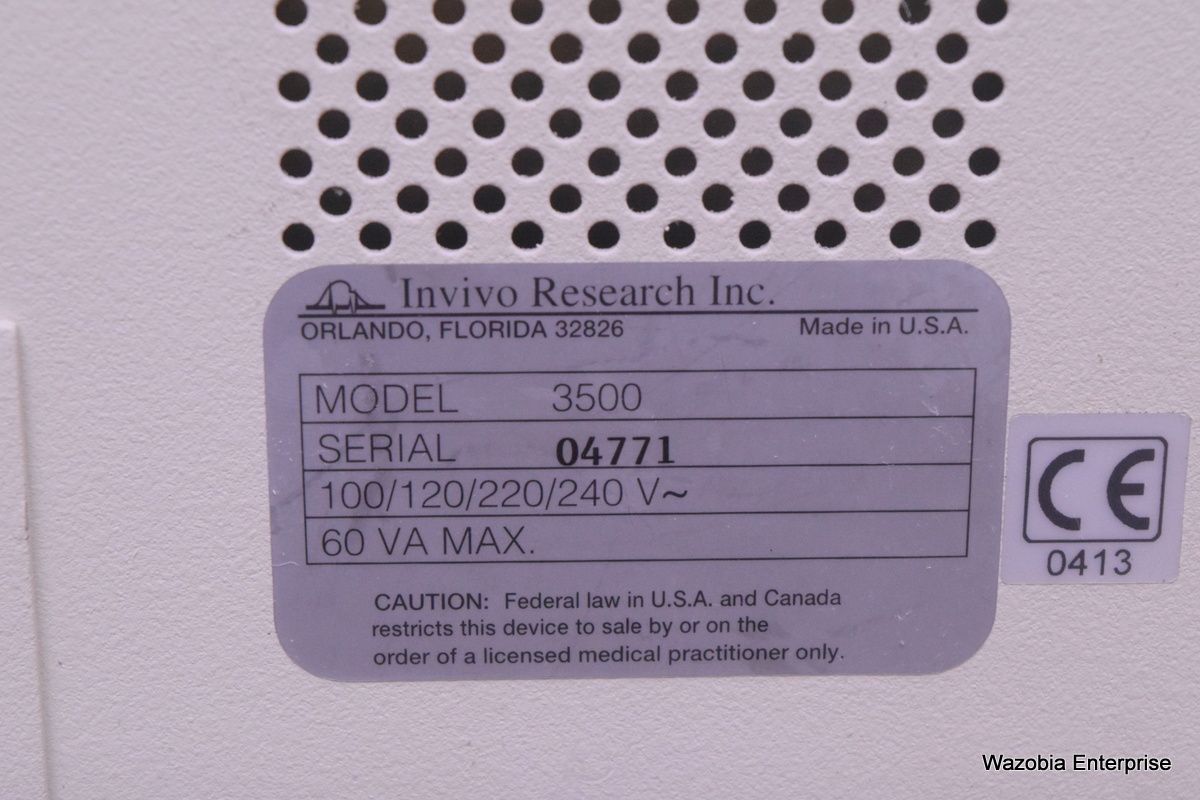 Invivo Research Inc.
ORLANDO, FLORIDA 32826 Made in U.S.A.
MODEL 3500
SERIAL 04771
100/120/220/240 V~
60 VA MAX.
CAUTION: Federal law in U.S.A. and Canada
restricts this device to sale by or on the
order of a licensed medical practitioner only.
CE
0413
Wazobia Enterprise